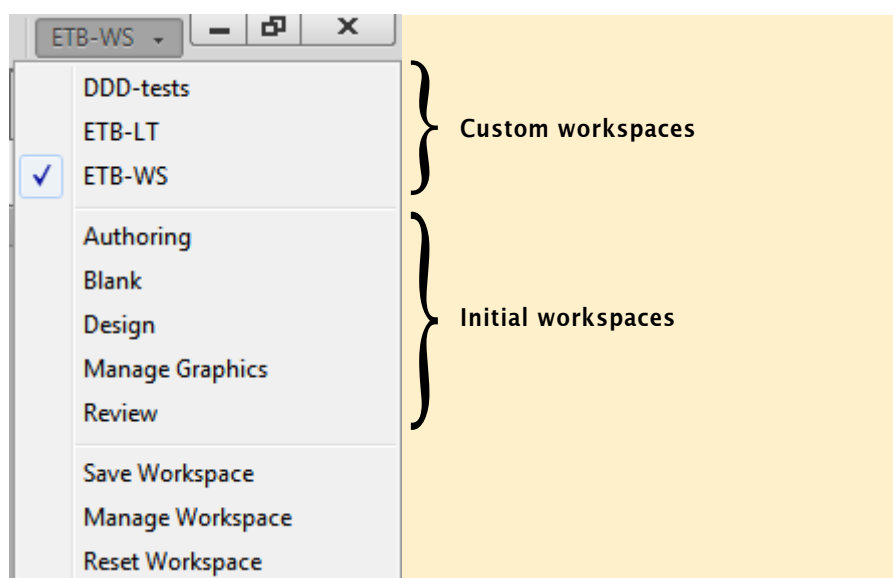 ETB-WS
DDD-tests
ETB-LT
ETB-WS
Custom workspaces
Authoring
Blank
Design
Manage Graphics
Review
Initial workspaces
Save Workspace
Manage Workspace
Reset Workspace